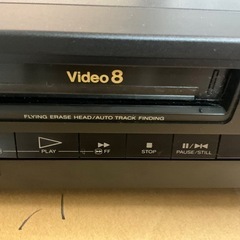 Video 8
FLYING ERASE HEAD/AUTO TRACK FINDING
PLAY FF STOP PAUSE/STILL